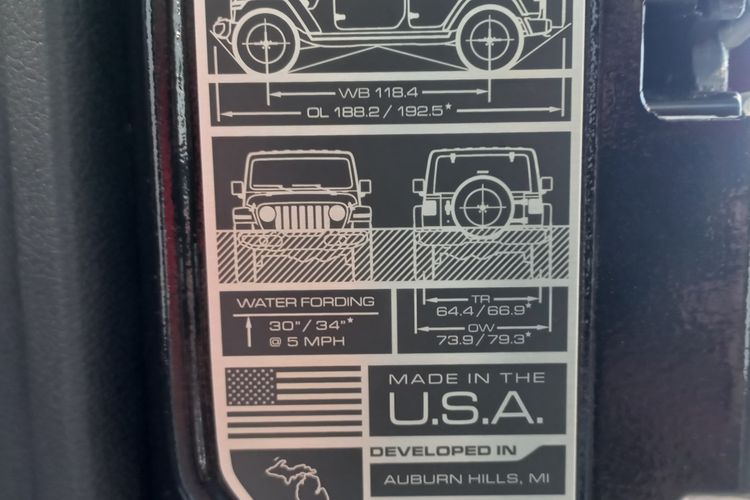 WB 118.4
OL 188.2 / 192.5*
WATER FORDING
30"/ 34"*
@ 5 MPH
TR
64.4 / 66.9*
OW
73.9 / 79.3*
MADE IN THE
U.S.A.
DEVELOPED IN
AUBURN HILLS, MI